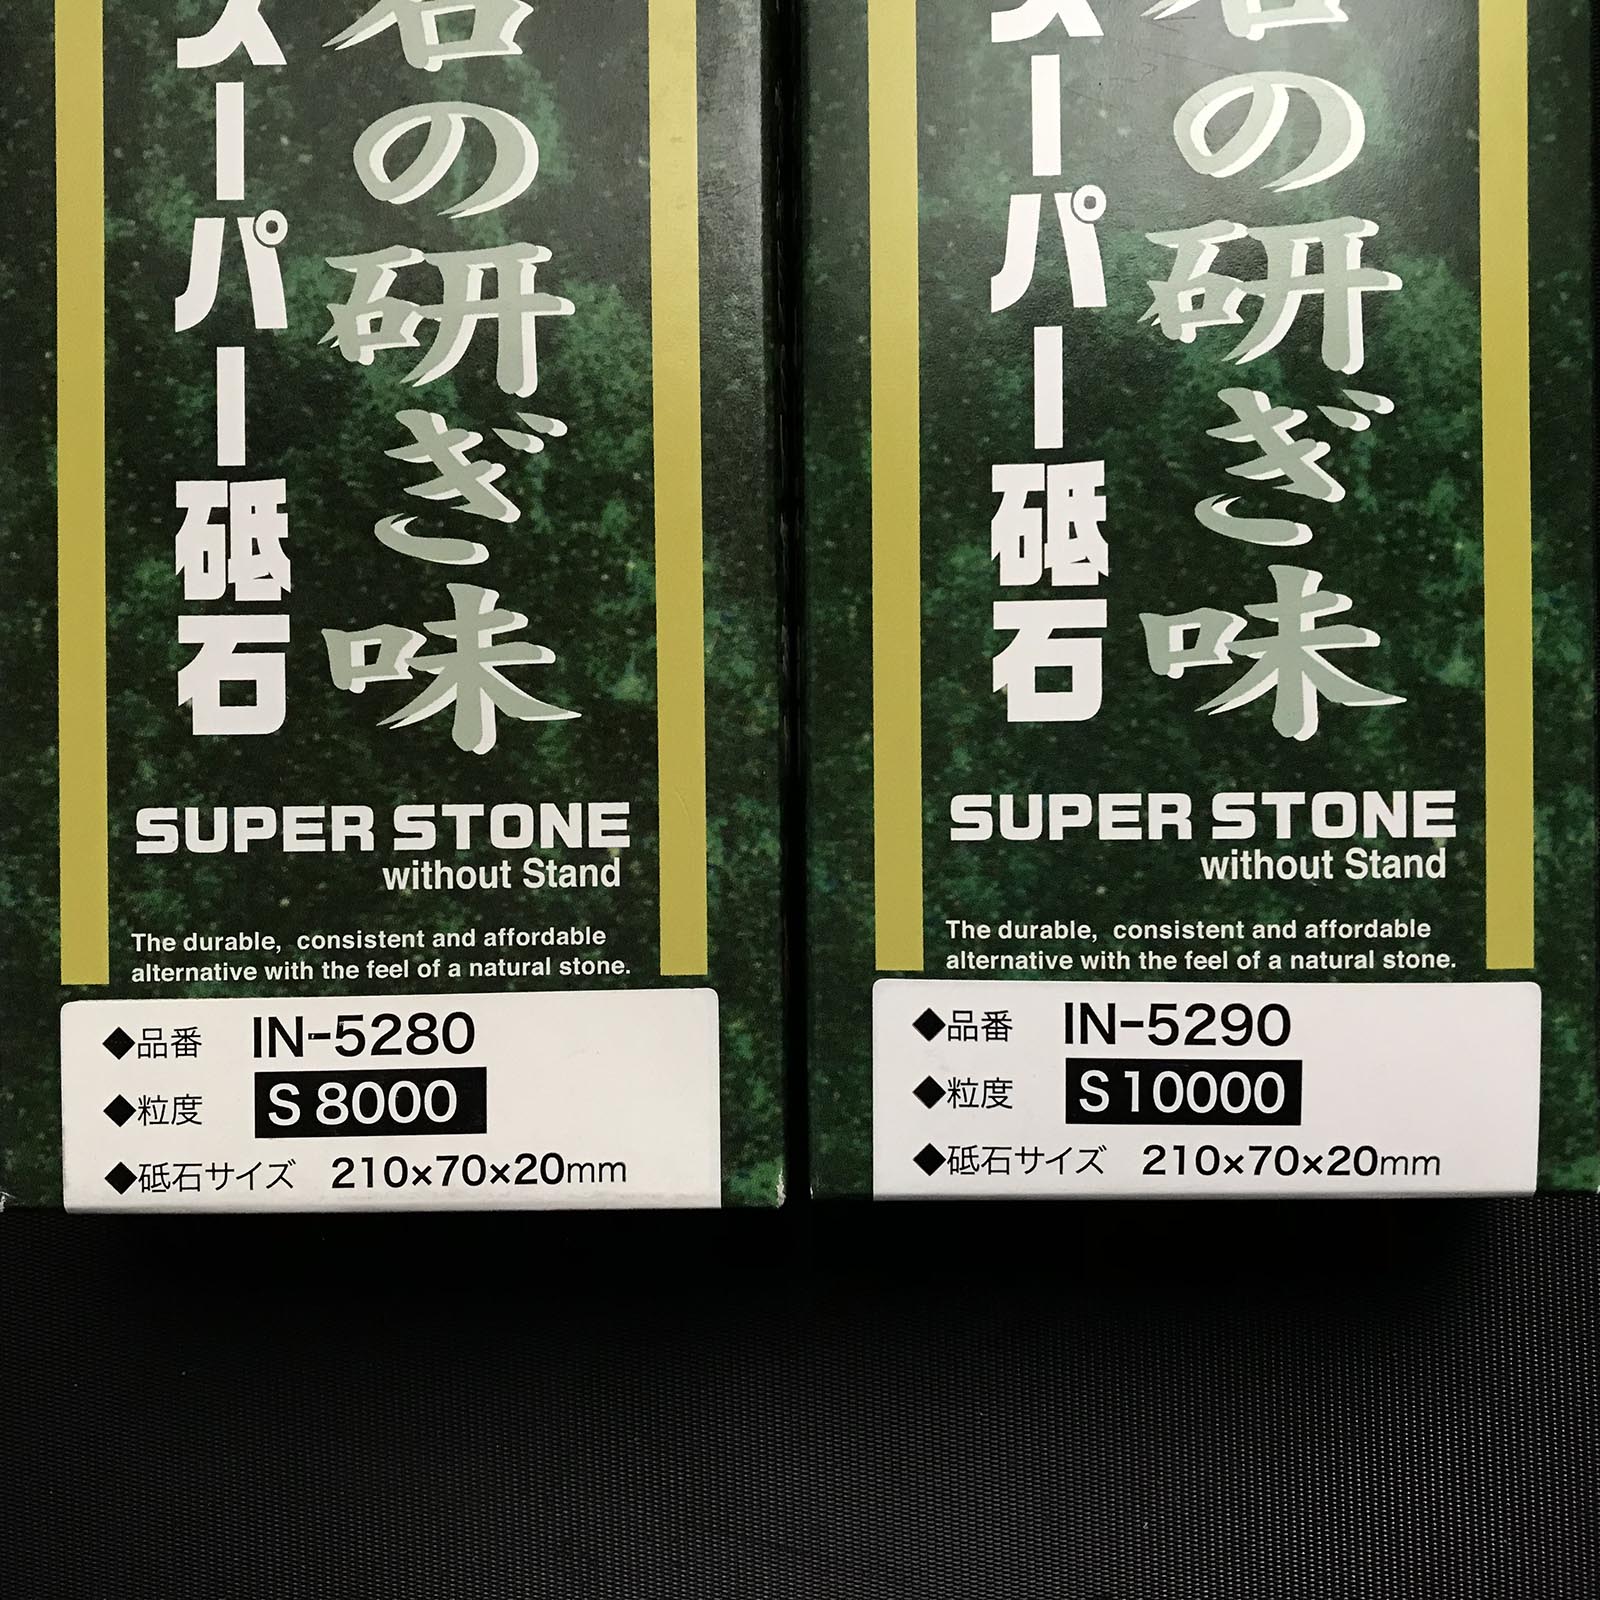 石の研ぎ味
スーパー砥石
SUPER STONE
without Stand
The durable, consistent and affordable
alternative with the feel of a natural stone.
◆品番 IN-5280
◆粒度 S 8000
◆砥石サイズ 210×70×20mm
石の研ぎ味
スーパー砥石
SUPER STONE
without Stand
The durable, consistent and affordable
alternative with the feel of a natural stone.
◆品番 IN-5290
◆粒度 S 10000
◆砥石サイズ 210×70×20mm